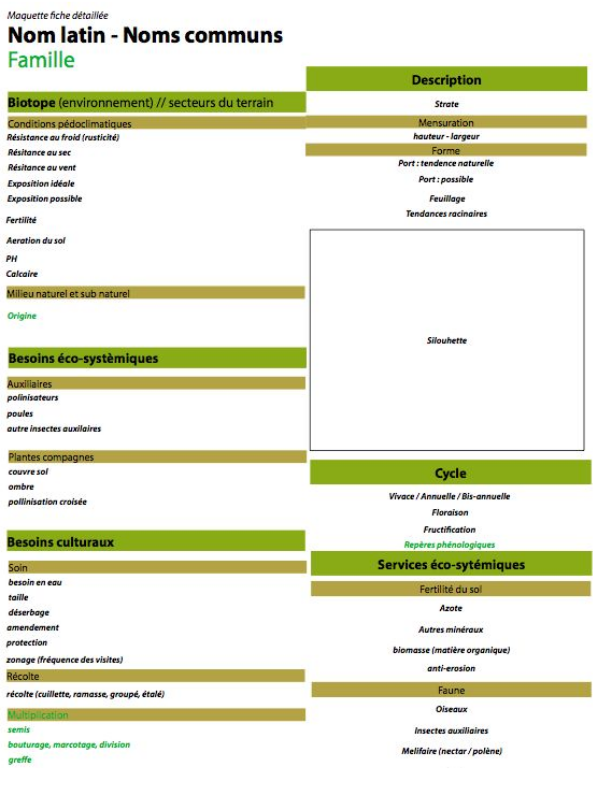 Maquette fiche détaillée
Nom latin - Noms communs
Famille
Biotope (environnement) // secteurs du terrain
Conditions pédoclimatiques
Résistance au froid (rusticité)
Résitance au sec
Résitance au vent
Exposition idéale
Exposition possible
Fertilité
Aeration du sol
PH
Calcaire
Milieu naturel et sub naturel
Origine
Besoins éco-systèmiques
Auxiliaires
polinisateurs
poules
autre insectes auxilaires
Plantes compagnes
couvre sol
ombre
pollinisation croisée
Besoins culturaux
Soin
besoin en eau
taille
déserbage
amendement
protection
zonage (fréquence des visites)
Récolte
récolte (cuillette, ramasse, groupé, étalé)
Multiplication
semis
bouturage, marcotage, division
greffe
Description
Strate
Mensuration
hauteur - largeur
Forme
Port : tendence naturelle
Port : possible
Feuillage
Tendances racinaires
Silouhette
Cycle
Vivace / Annuelle / Bis-annuelle
Floraison
Fructification
Repères phénologiques
Services éco-sytémiques
Fertilité du sol
Azote
Autres minéraux
biomasse (matière organique)
anti-erosion
Faune
Oiseaux
Insectes auxiliaires
Melifaire (nectar / polène)